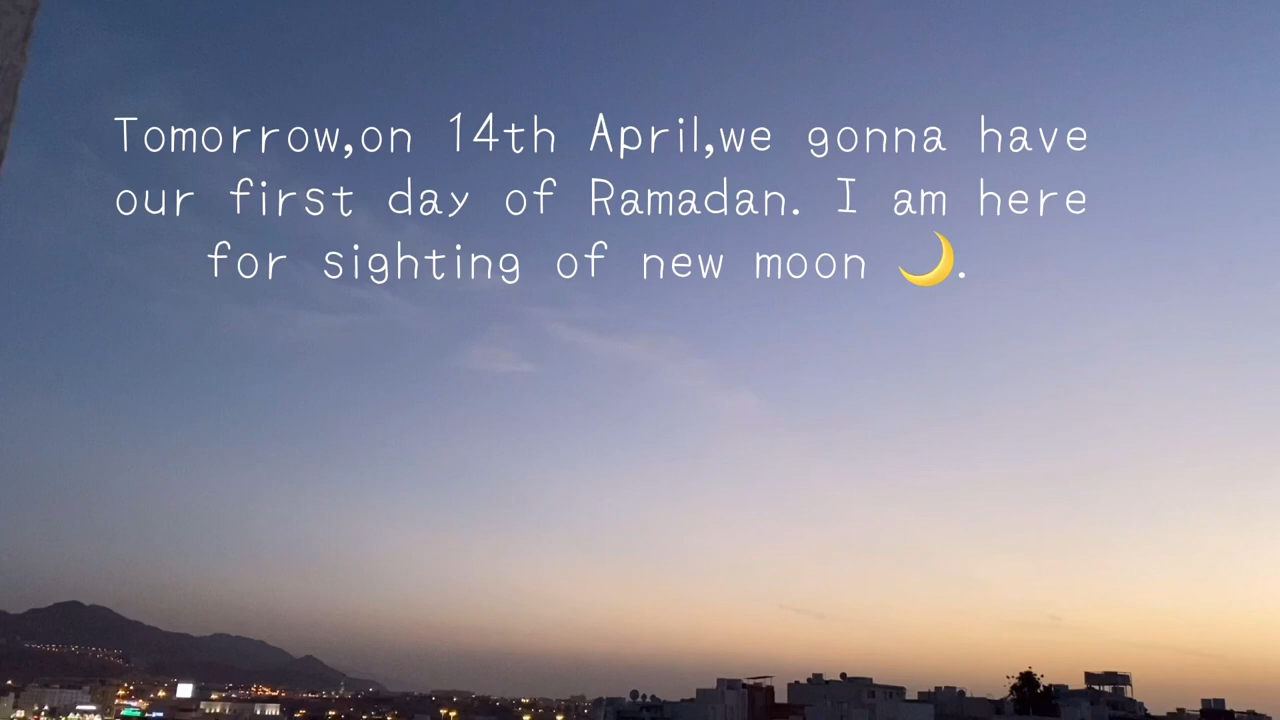 Tomorrow,on 14th April,we gonna have
our first day of Ramadan. I am here
for sighting of new moon 🌙.